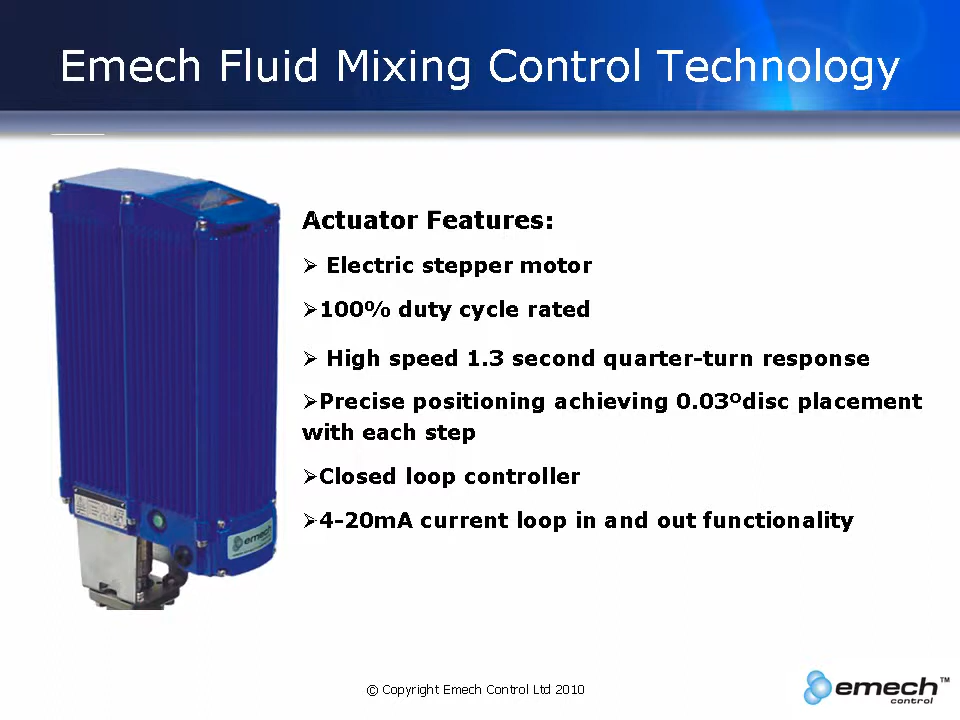 Emech Fluid Mixing Control Technology
Actuator Features:
➢ Electric stepper motor
➢100% duty cycle rated
➢ High speed 1.3 second quarter-turn response
➢Precise positioning achieving 0.03ºdisc placement
with each step
➢Closed loop controller
➢4-20mA current loop in and out functionality
emech
© Copyright Emech Control Ltd 2010
emech™
control